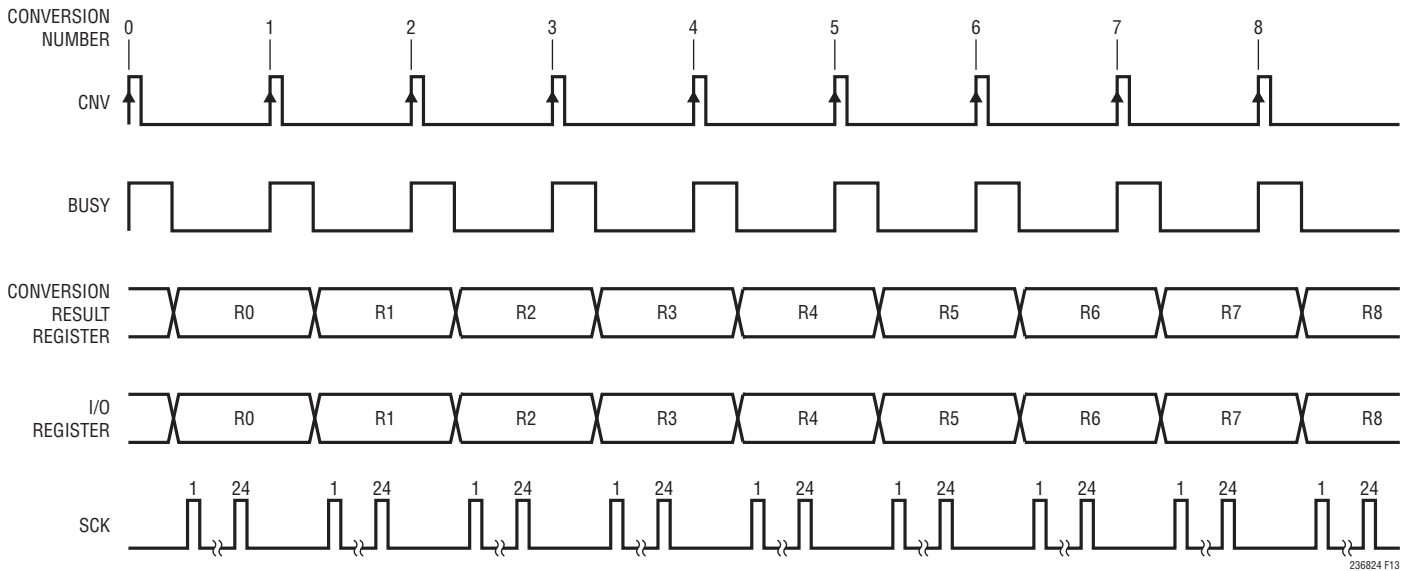 CONVERSION
NUMBER
0 1 2 3 4 5 6 7 8
CNV
BUSY
CONVERSION
RESULT
REGISTER
R0 R1 R2 R3 R4 R5 R6 R7 R8
I/O
REGISTER
R0 R1 R2 R3 R4 R5 R6 R7 R8
1 24 1 24 1 24 1 24 1 24 1 24 1 24 1 24 1 24
SCK
236824 F13